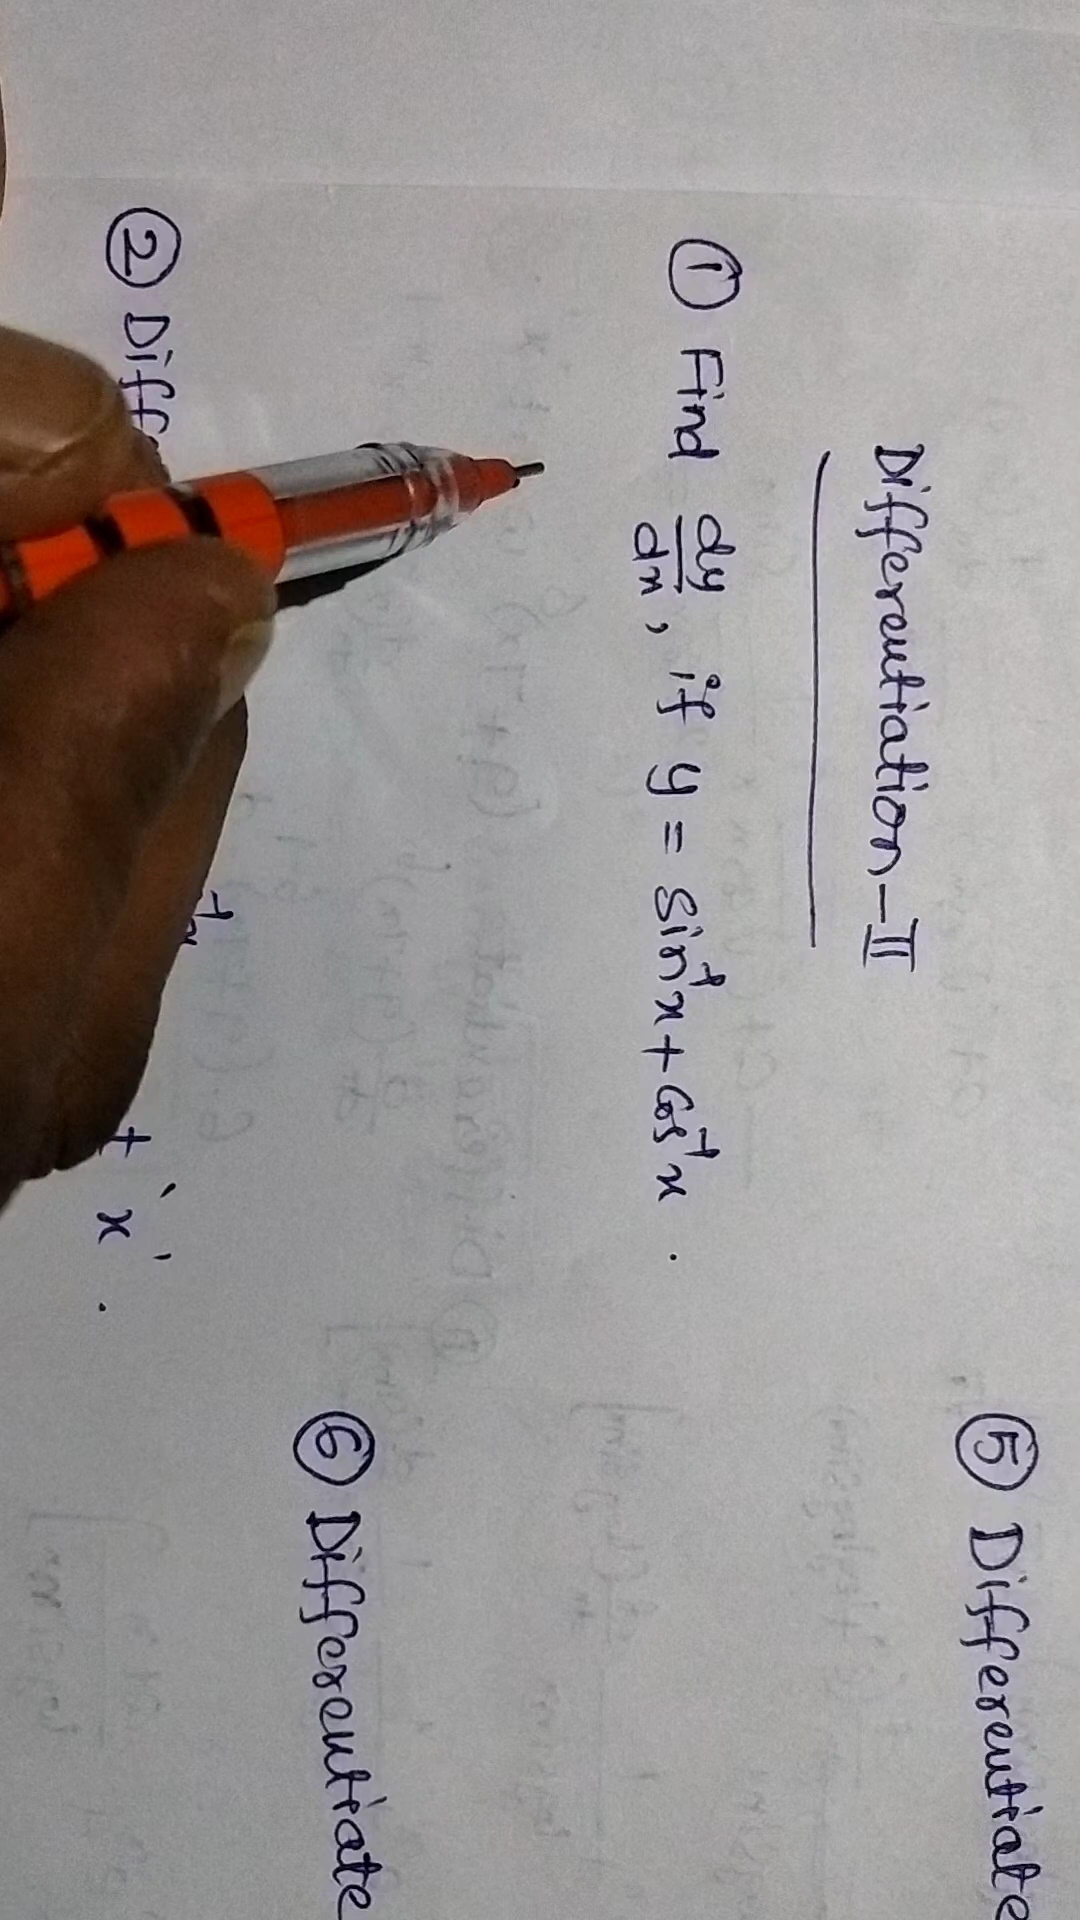 Differentiation-II
① Find dy/dx, if y = Sin⁻¹x + Cos⁻¹x .
② Diff
+ 'x' .
⑤ Differentiate
⑥ Differentiate